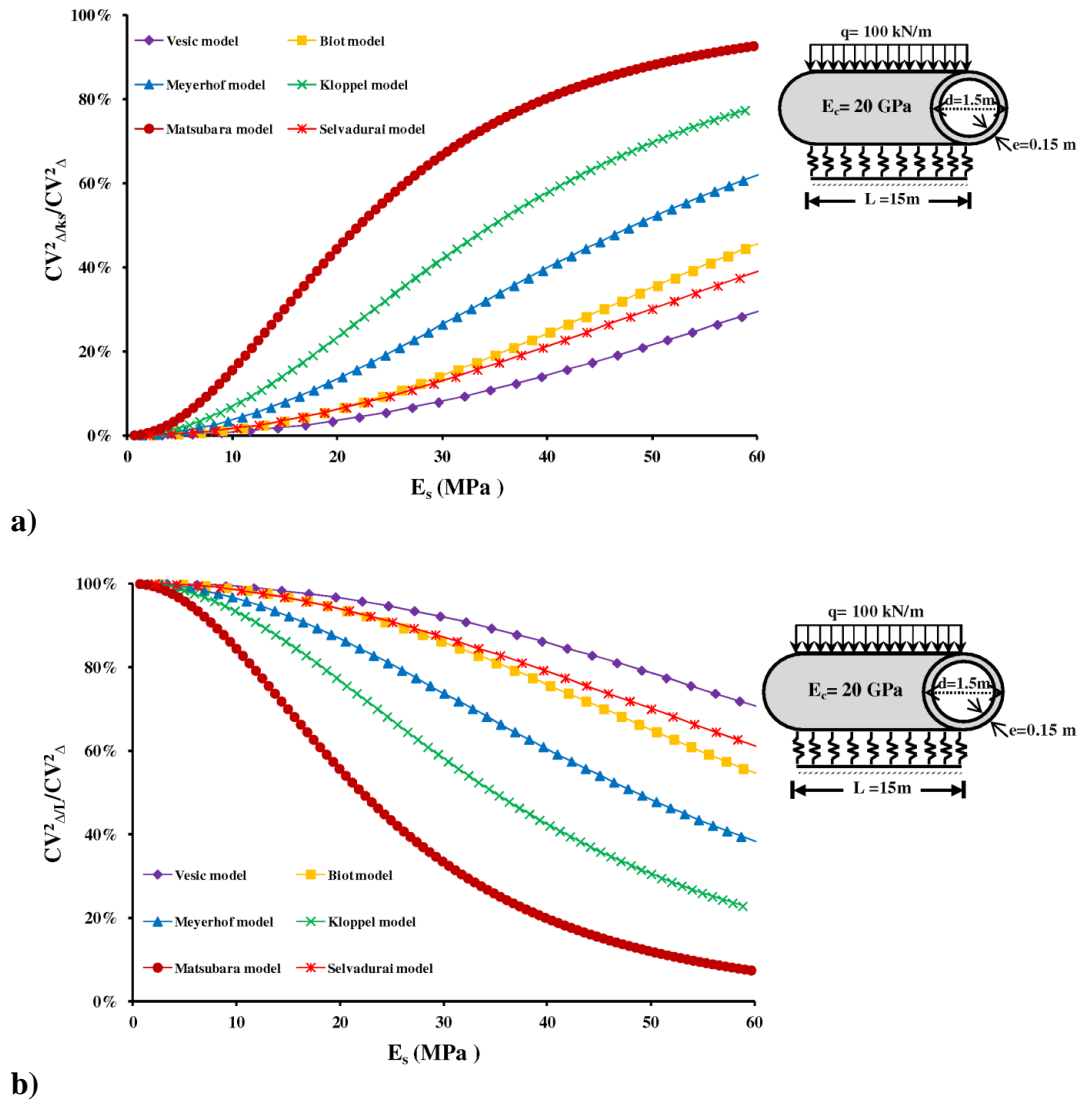 100%
80%
60%
40%
20%
0%
CV²Δ/ks/CV²Δ
Vesic model
Biot model
Meyerhof model
Kloppel model
Matsubara model
Selvadurai model
0 10 20 30 40 50 60
Es (MPa )
q= 100 kN/m
Ec= 20 GPa
d=1.5m
e=0.15 m
L =15m
a)
100%
80%
60%
40%
20%
0%
CV²Δ/L/CV²Δ
Vesic model
Biot model
Meyerhof model
Kloppel model
Matsubara model
Selvadurai model
0 10 20 30 40 50 60
Es (MPa )
q= 100 kN/m
Ec= 20 GPa
d=1.5m
e=0.15 m
L =15m
b)